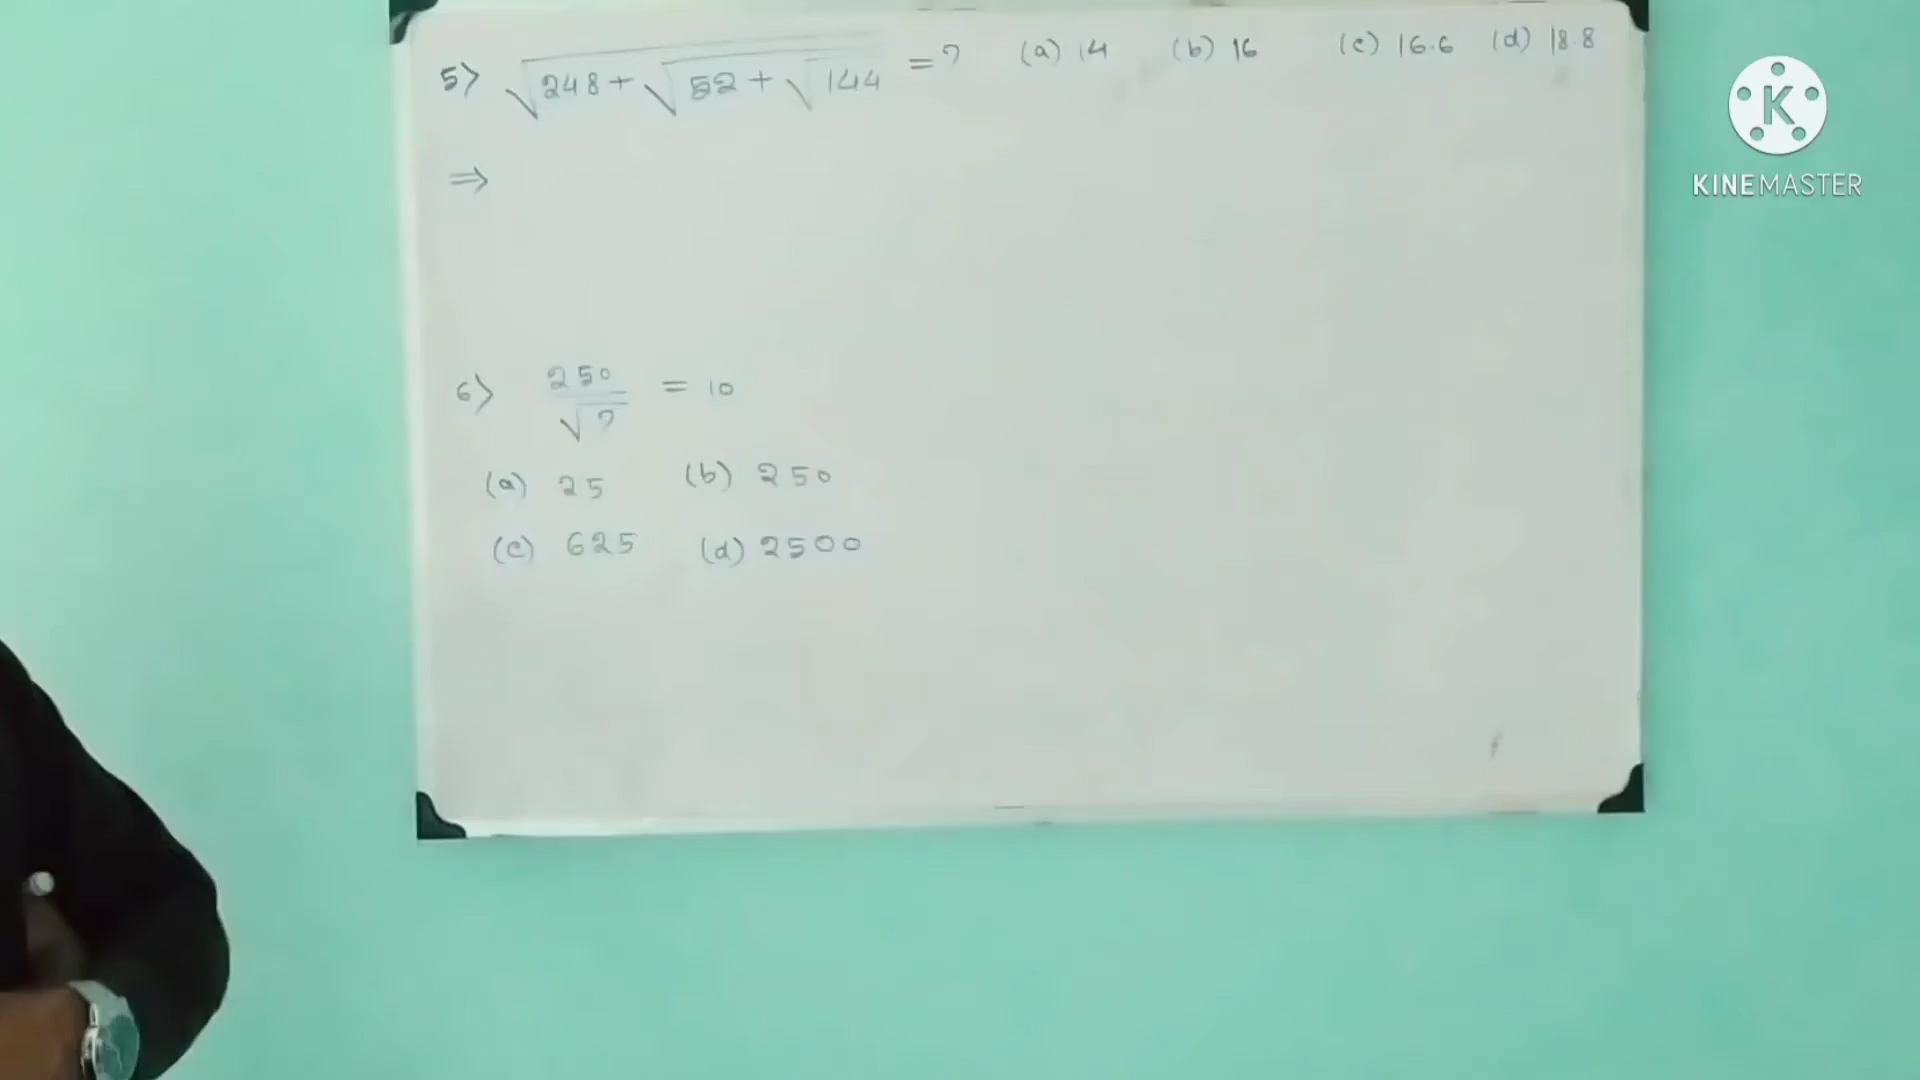 5> √248+√52+√144 = ? (a) 14 (b) 16 (c) 16.6 (d) 18.8
⇒
6> 250/√? = 10
(a) 25 (b) 250
(c) 625 (d) 2500
K
KINEMASTER